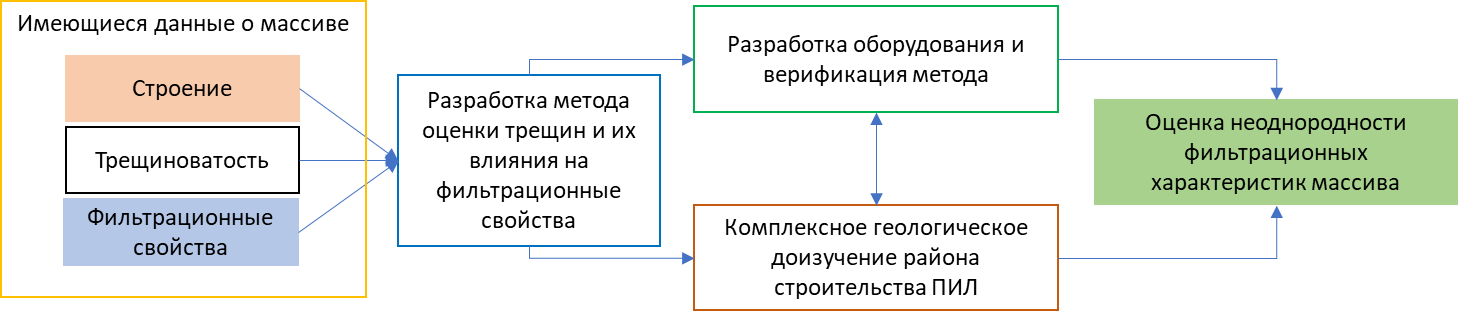 Имеющиеся данные о массиве
Строение
Трещиноватость
Фильтрационные
свойства
Разработка метода
оценки трещин и их
влияния на
фильтрационные
свойства
Разработка оборудования и
верификация метода
Комплексное геологическое
доизучение района
строительства ПИЛ
Оценка неоднородности
фильтрационных
характеристик массива